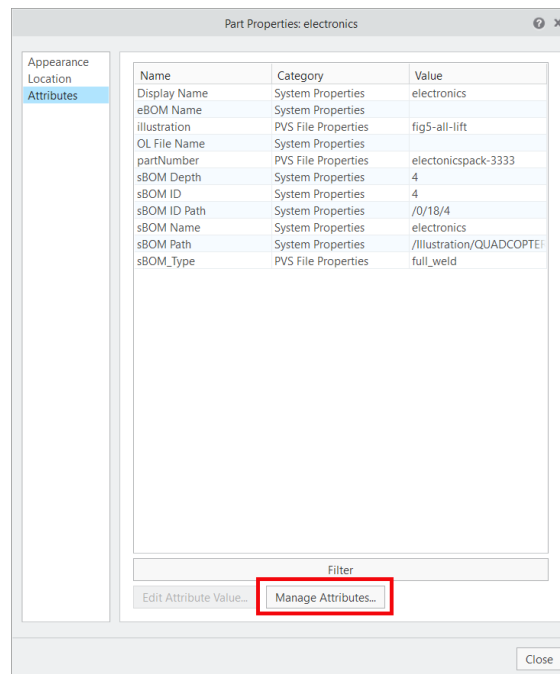 Part Properties: electronics
Appearance
Location
Attributes
Name Category Value
Display Name System Properties electronics
eBOM Name System Properties
illustration PVS File Properties fig5-all-lift
OL File Name System Properties
partNumber PVS File Properties electonicspack-3333
sBOM Depth System Properties 4
sBOM ID System Properties 4
sBOM ID Path System Properties /0/18/4
sBOM Name System Properties electronics
sBOM Path System Properties /Illustration/QUADCOPTER
sBOM_Type PVS File Properties full_weld
Filter
Edit Attribute Value... Manage Attributes...
Close